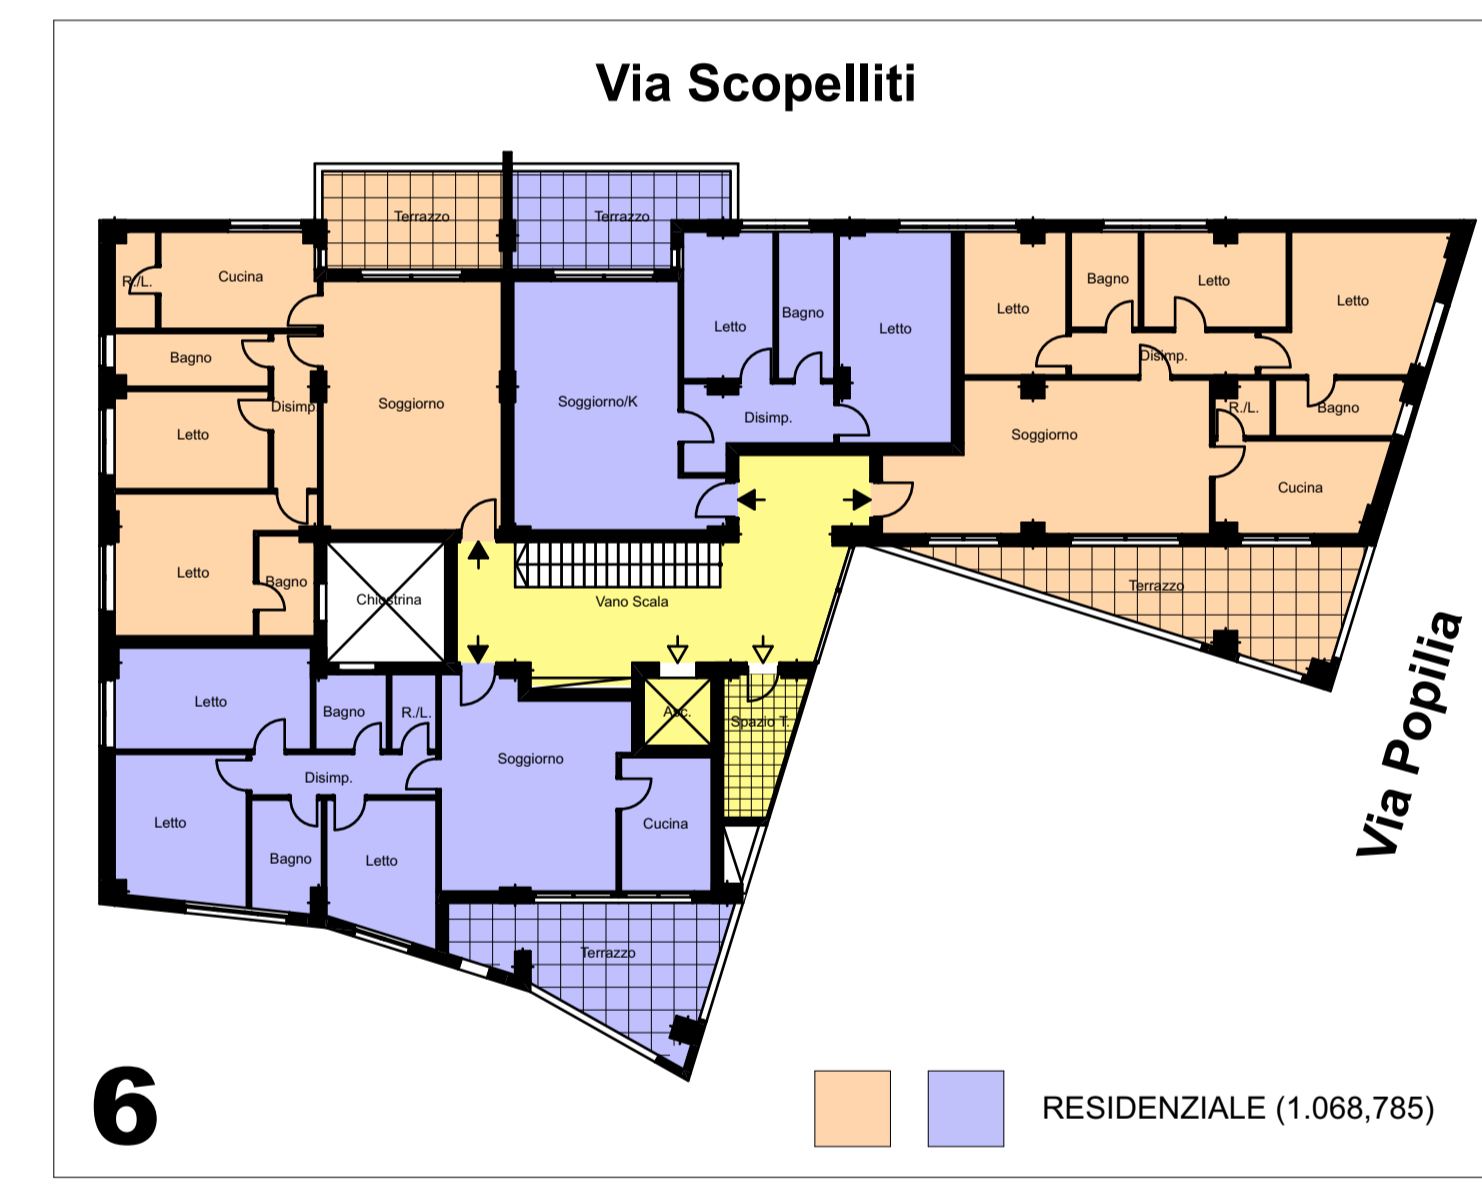 Via Scopelliti
Terrazzo
Terrazzo
R./L.
Cucina
Bagno
Letto
Disimp.
Soggiorno
Letto
Bagno
Chiostrina
Soggiorno/K
Letto
Bagno
Letto
Disimp.
Letto
Bagno
Letto
Letto
Disimp.
Soggiorno
R./L.
Bagno
Cucina
Terrazzo
Vano Scala
Asc.
Spazio T.
Letto
Bagno
R./L.
Disimp.
Soggiorno
Letto
Bagno
Letto
Cucina
Terrazzo
Via Popilia
6
RESIDENZIALE (1.068,785)